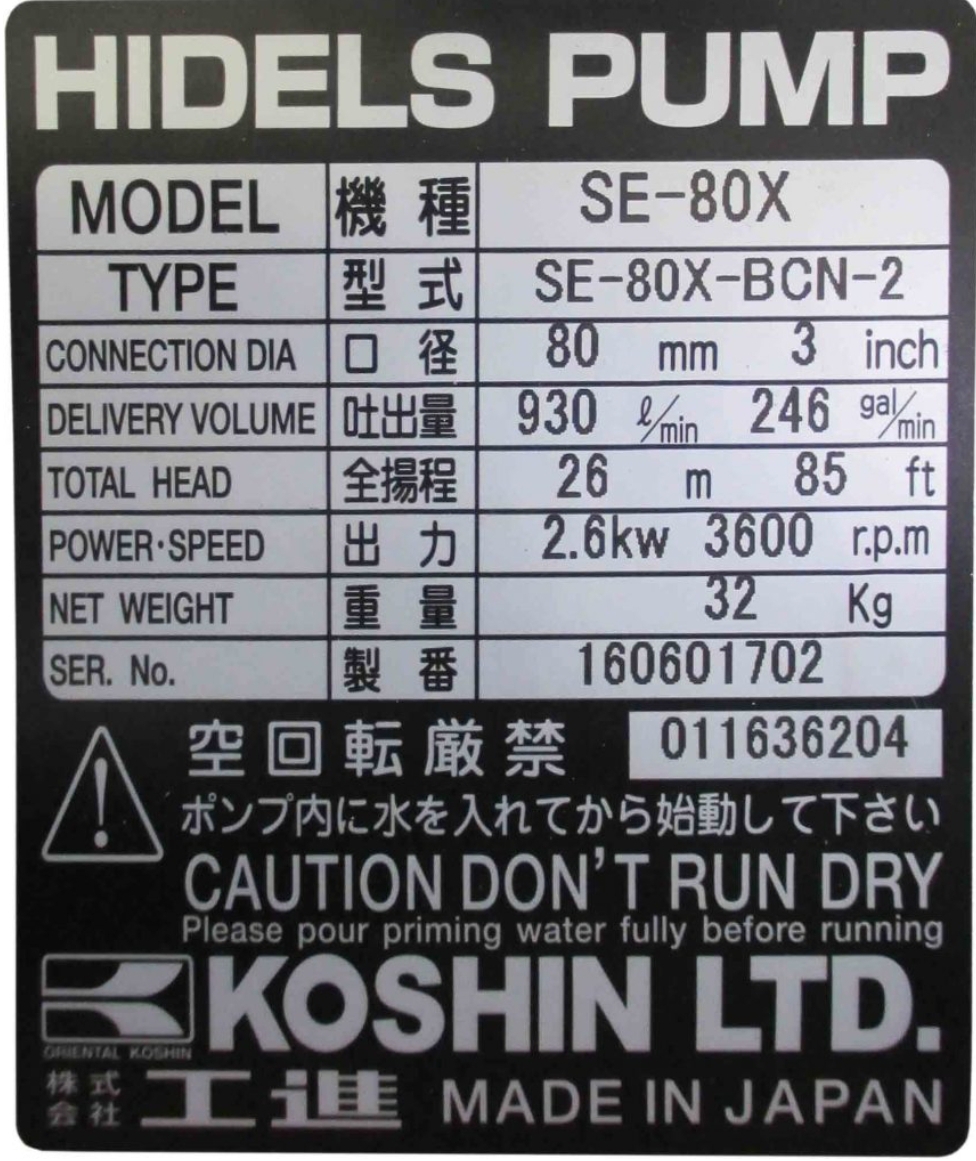 HIDELS PUMP
MODEL 機種 SE-80X
TYPE 型式 SE-80X-BCN-2
CONNECTION DIA 口径 80 mm 3 inch
DELIVERY VOLUME 吐出量 930 ℓ/min 246 gal/min
TOTAL HEAD 全揚程 26 m 85 ft
POWER·SPEED 出力 2.6kw 3600 r.p.m
NET WEIGHT 重量 32 Kg
SER. No. 製番 160601702
空回転厳禁 011636204
ポンプ内に水を入れてから始動して下さい
CAUTION DON'T RUN DRY
Please pour priming water fully before running
KOSHIN LTD.
ORIENTAL KOSHIN
株式会社 工進 MADE IN JAPAN